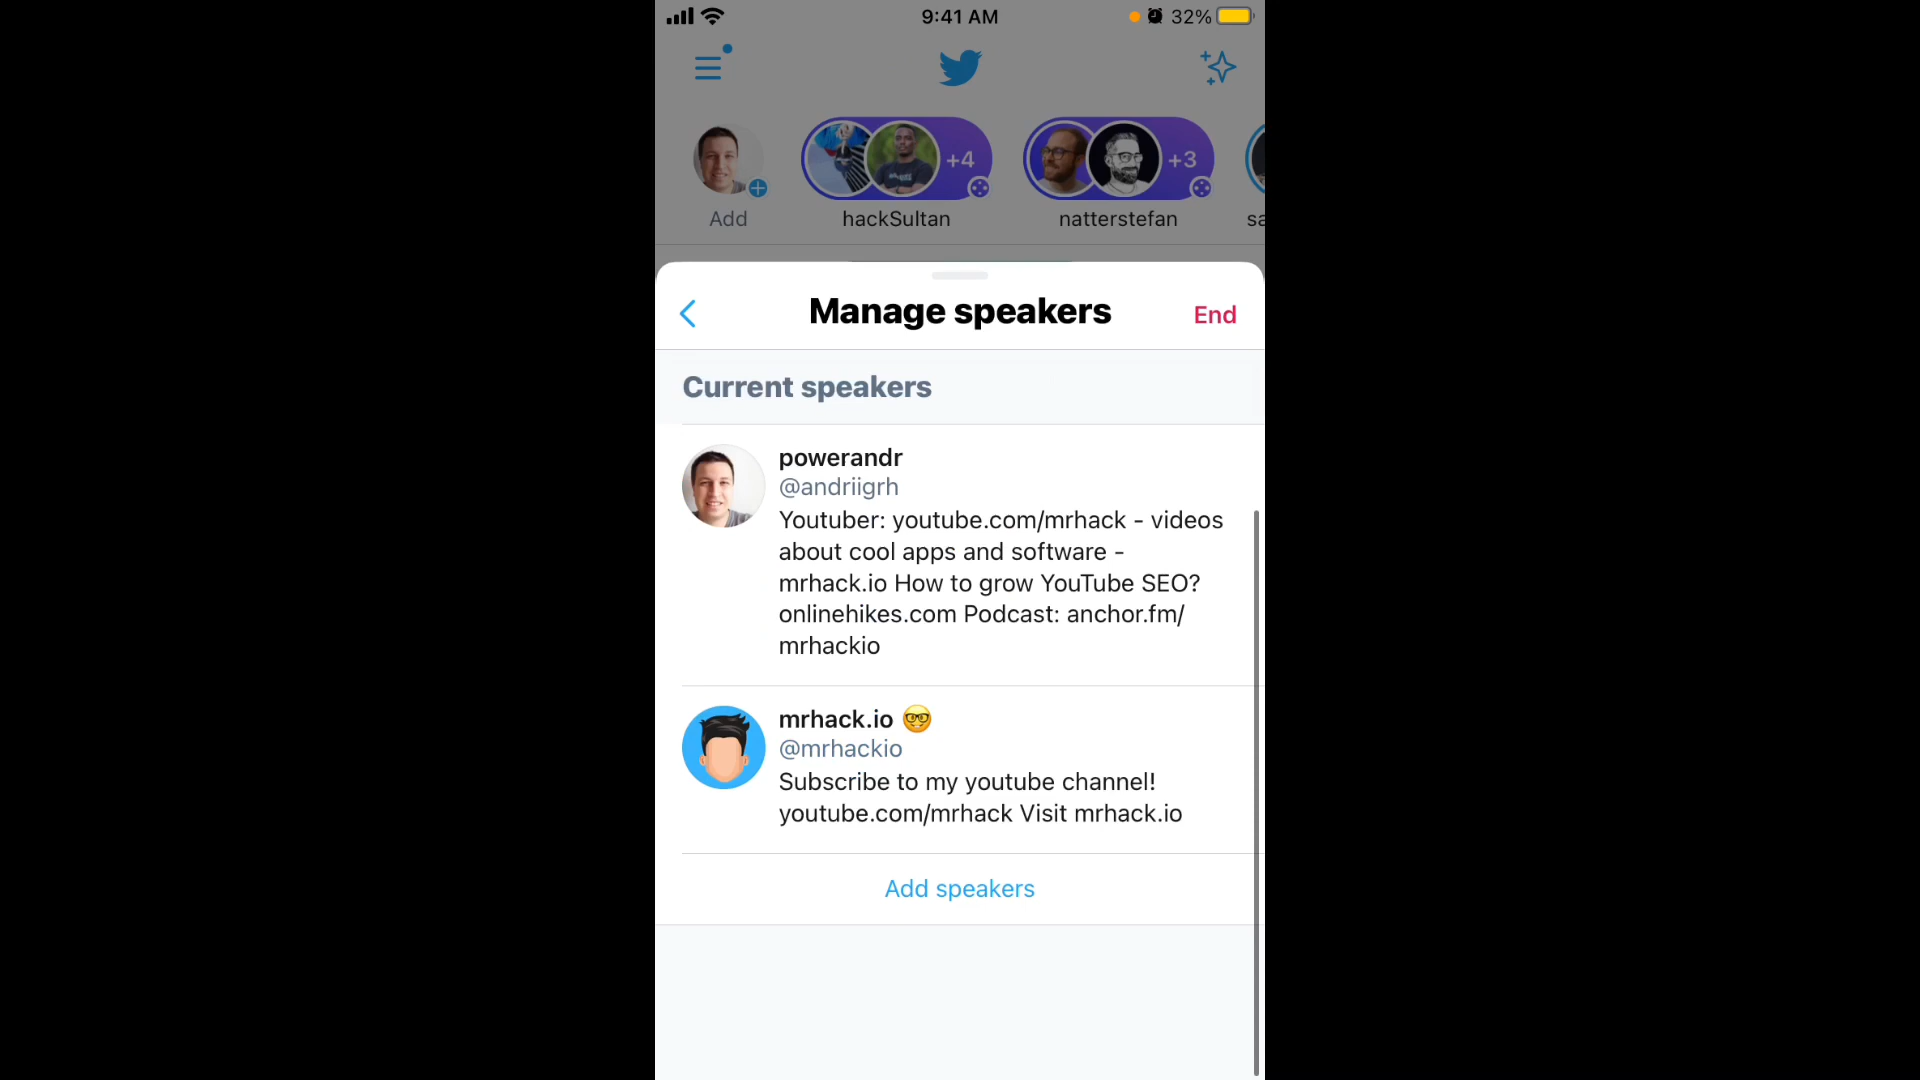 9:41 AM
32%
+4
+3
Add
hackSultan
natterstefan
sa
Manage speakers
End
Current speakers
powerandr
@andriigrh
Youtuber: youtube.com/mrhack - videos
about cool apps and software -
mrhack.io How to grow YouTube SEO?
onlinehikes.com Podcast: anchor.fm/
mrhackio
mrhack.io 🤓
@mrhackio
Subscribe to my youtube channel!
youtube.com/mrhack Visit mrhack.io
Add speakers